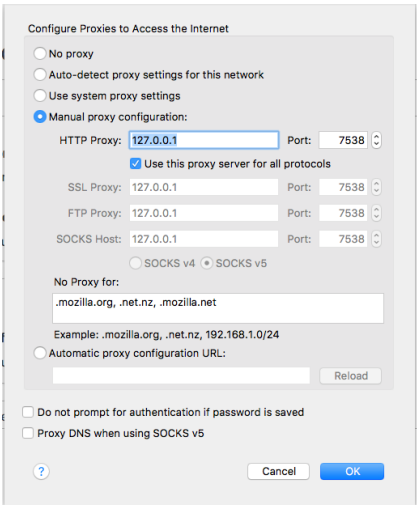 Configure Proxies to Access the Internet
No proxy
Auto-detect proxy settings for this network
Use system proxy settings
Manual proxy configuration:
HTTP Proxy: 127.0.0.1 Port: 7538
Use this proxy server for all protocols
SSL Proxy: 127.0.0.1 Port: 7538
FTP Proxy: 127.0.0.1 Port: 7538
SOCKS Host: 127.0.0.1 Port: 7538
SOCKS v4 SOCKS v5
No Proxy for:
.mozilla.org, .net.nz, .mozilla.net
Example: .mozilla.org, .net.nz, 192.168.1.0/24
Automatic proxy configuration URL:
Reload
Do not prompt for authentication if password is saved
Proxy DNS when using SOCKS v5
? Cancel OK